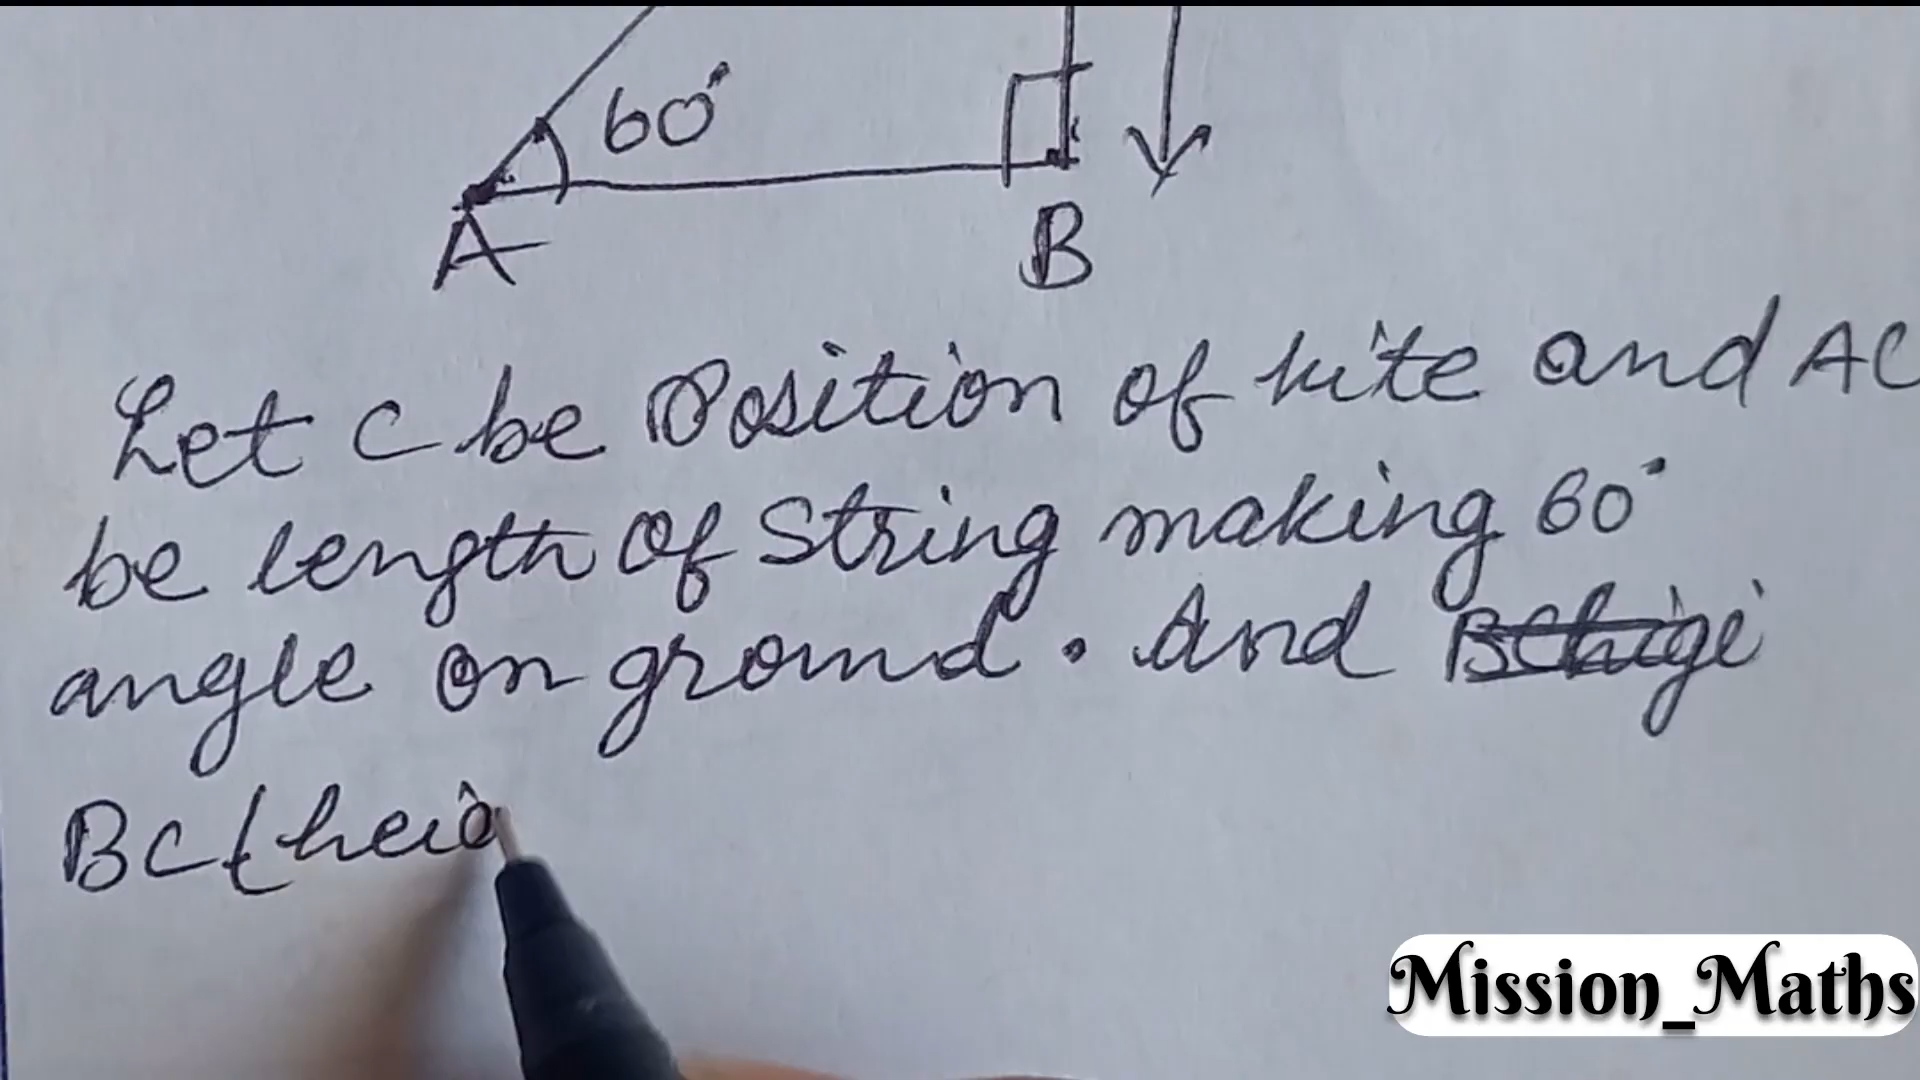 60°
A
B
Let C be Position of kite and AC
be length of string making 60°
angle on ground. And
BC(heig
Mission_Maths